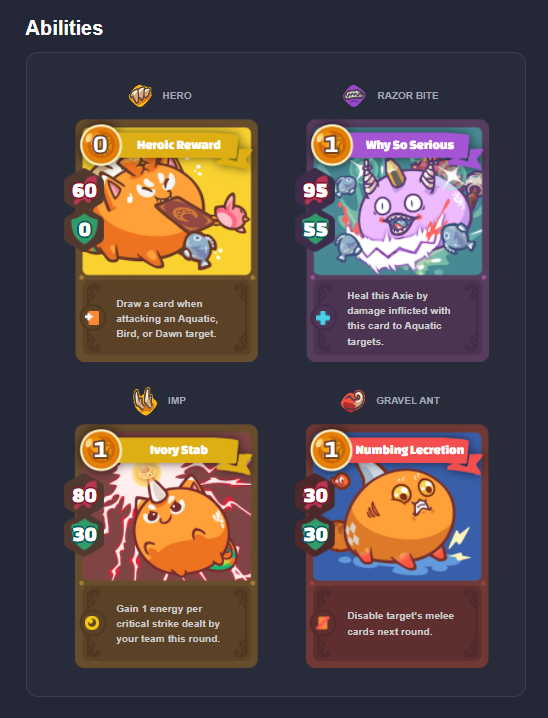 Abilities
HERO
RAZOR BITE
0
Heroic Reward
60
0
Draw a card when
attacking an Aquatic,
Bird, or Dawn target.
1
Why So Serious
95
55
Heal this Axie by
damage inflicted with
this card to Aquatic
targets.
IMP
GRAVEL ANT
1
Ivory Stab
80
30
Gain 1 energy per
critical strike dealt by
your team this round.
1
Numbing Lecretion
30
30
Disable target's melee
cards next round.